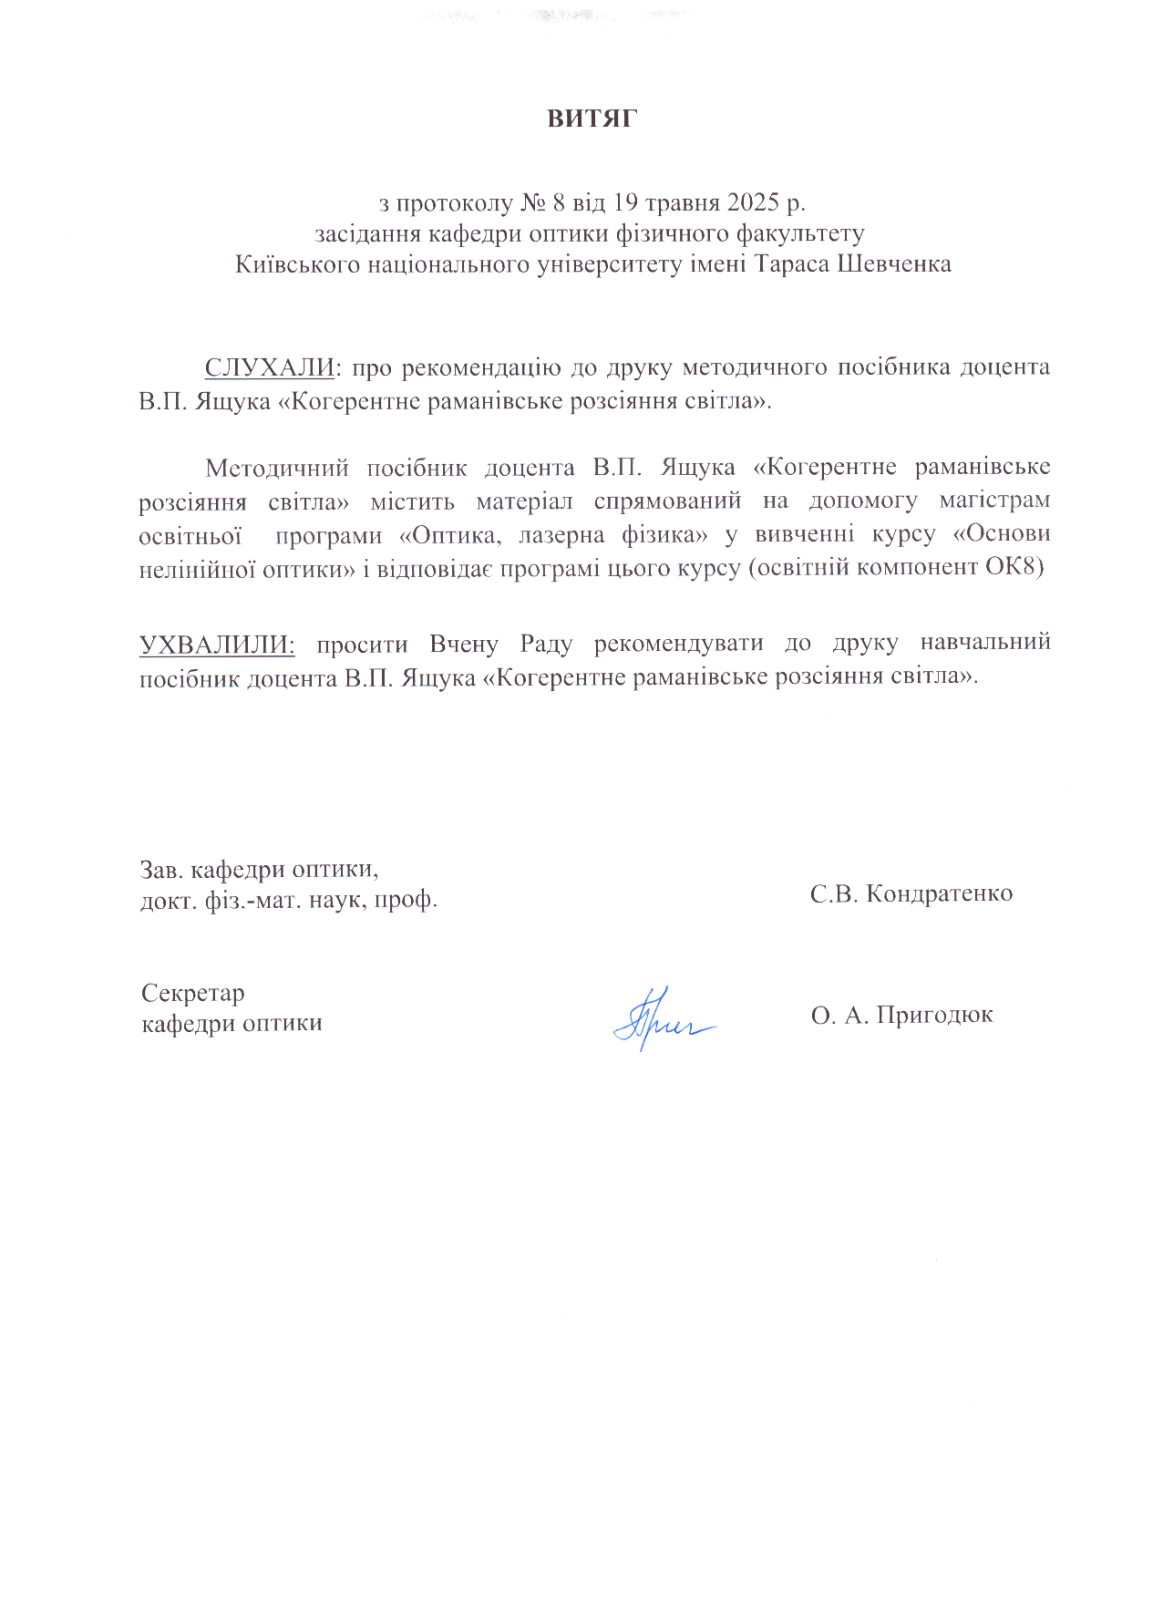 ВИТЯГ
з протоколу № 8 від 19 травня 2025 р.
засідання кафедри оптики фізичного факультету
Київського національного університету імені Тараса Шевченка
СЛУХАЛИ: про рекомендацію до друку методичного посібника доцента
В.П. Ящука «Когерентне раманівське розсіяння світла».
Методичний посібник доцента В.П. Ящука «Когерентне раманівське
розсіяння світла» містить матеріал спрямований на допомогу магістрам
освітньої програми «Оптика, лазерна фізика» у вивченні курсу «Основи
нелінійної оптики» і відповідає програмі цього курсу (освітній компонент ОК8)
УХВАЛИЛИ: просити Вчену Раду рекомендувати до друку навчальний
посібник доцента В.П. Ящука «Когерентне раманівське розсіяння світла».
Зав. кафедри оптики,
докт. фіз.-мат. наук, проф.
С.В. Кондратенко
Секретар
кафедри оптики
О. А. Пригодюк